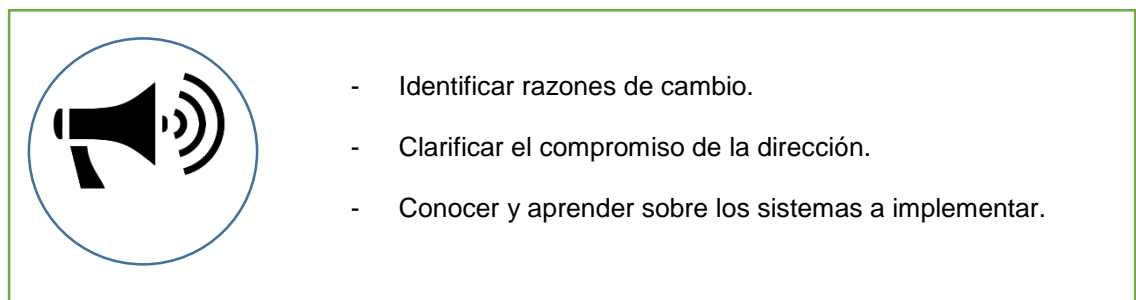 - Identificar razones de cambio.
- Clarificar el compromiso de la dirección.
- Conocer y aprender sobre los sistemas a implementar.